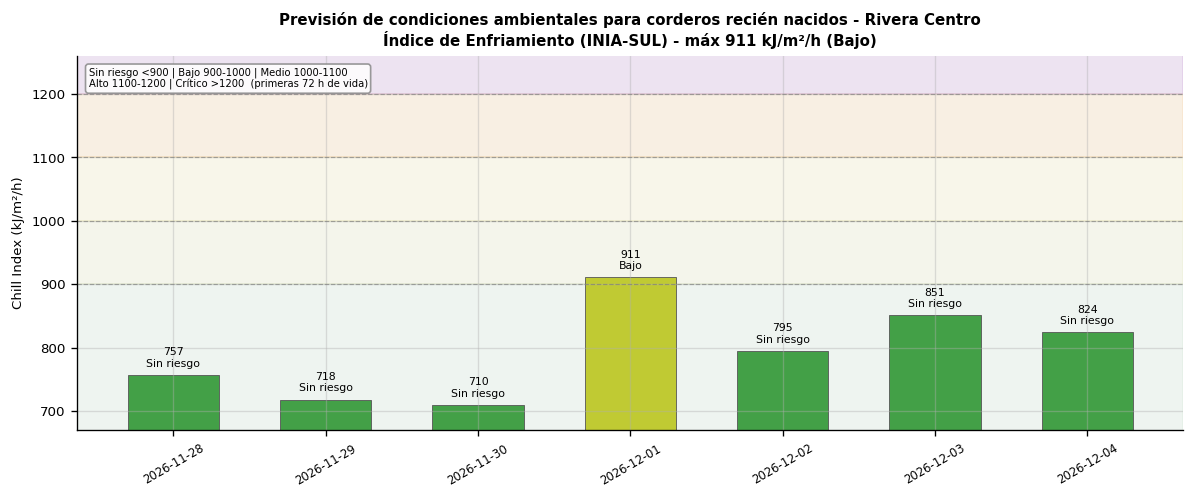 Previsión de condiciones ambientales para corderos recién nacidos - Rivera Centro
Índice de Enfriamiento (INIA-SUL) - máx 911 kJ/m²/h (Bajo)
Sin riesgo <900 | Bajo 900-1000 | Medio 1000-1100
Alto 1100-1200 | Crítico >1200  (primeras 72 h de vida)
Chill Index (kJ/m²/h)
1200
1100
1000
900
800
700
757
Sin riesgo
718
Sin riesgo
710
Sin riesgo
911
Bajo
795
Sin riesgo
851
Sin riesgo
824
Sin riesgo
2026-11-28
2026-11-29
2026-11-30
2026-12-01
2026-12-02
2026-12-03
2026-12-04